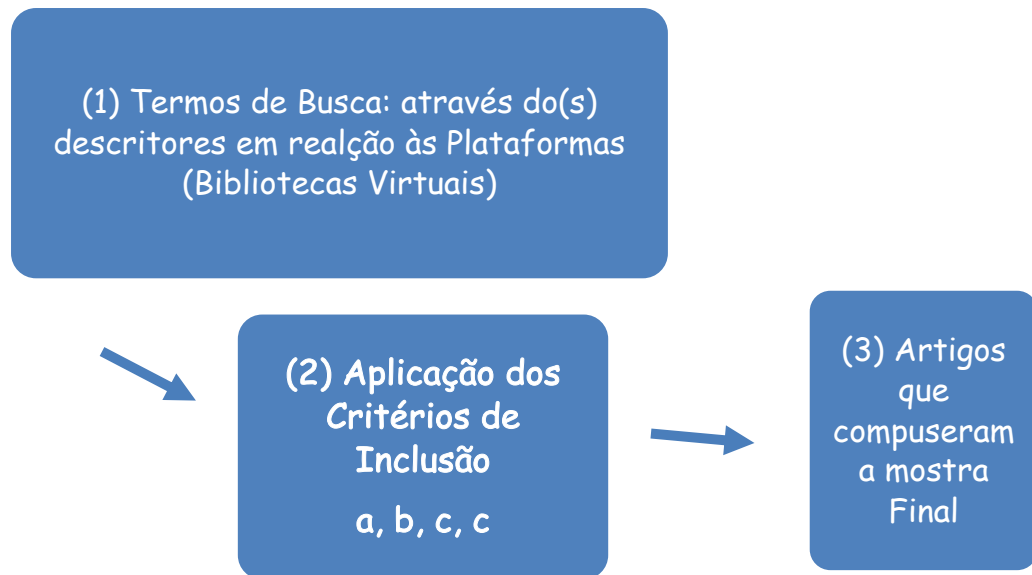 (1) Termos de Busca: através do(s)
descritores em realção às Plataformas
(Bibliotecas Virtuais)
(2) Aplicação dos
Critérios de
Inclusão
a, b, c, c
(3) Artigos
que
compuseram
a mostra
Final